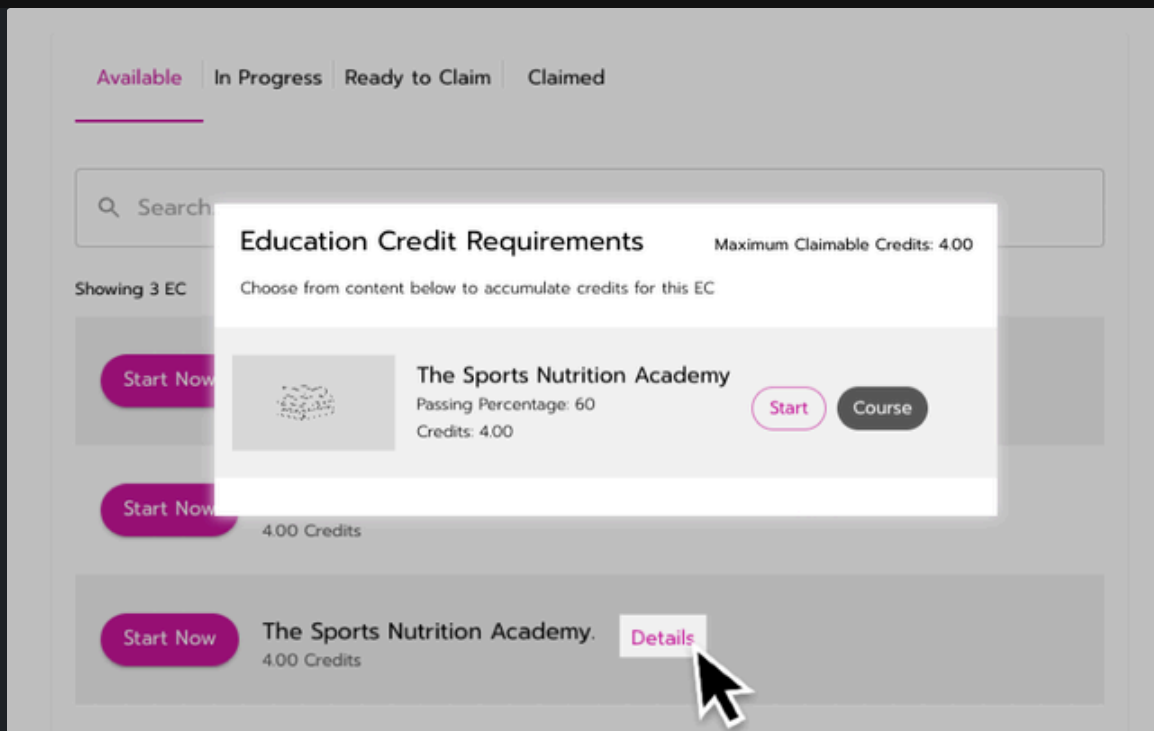 Available In Progress Ready to Claim Claimed
Search
Education Credit Requirements Maximum Claimable Credits: 4.00
Showing 3 EC Choose from content below to accumulate credits for this EC
Start Now The Sports Nutrition Academy
Passing Percentage: 60
Credits: 4.00
Start Course
Start Now
4.00 Credits
Start Now The Sports Nutrition Academy. Details
4.00 Credits